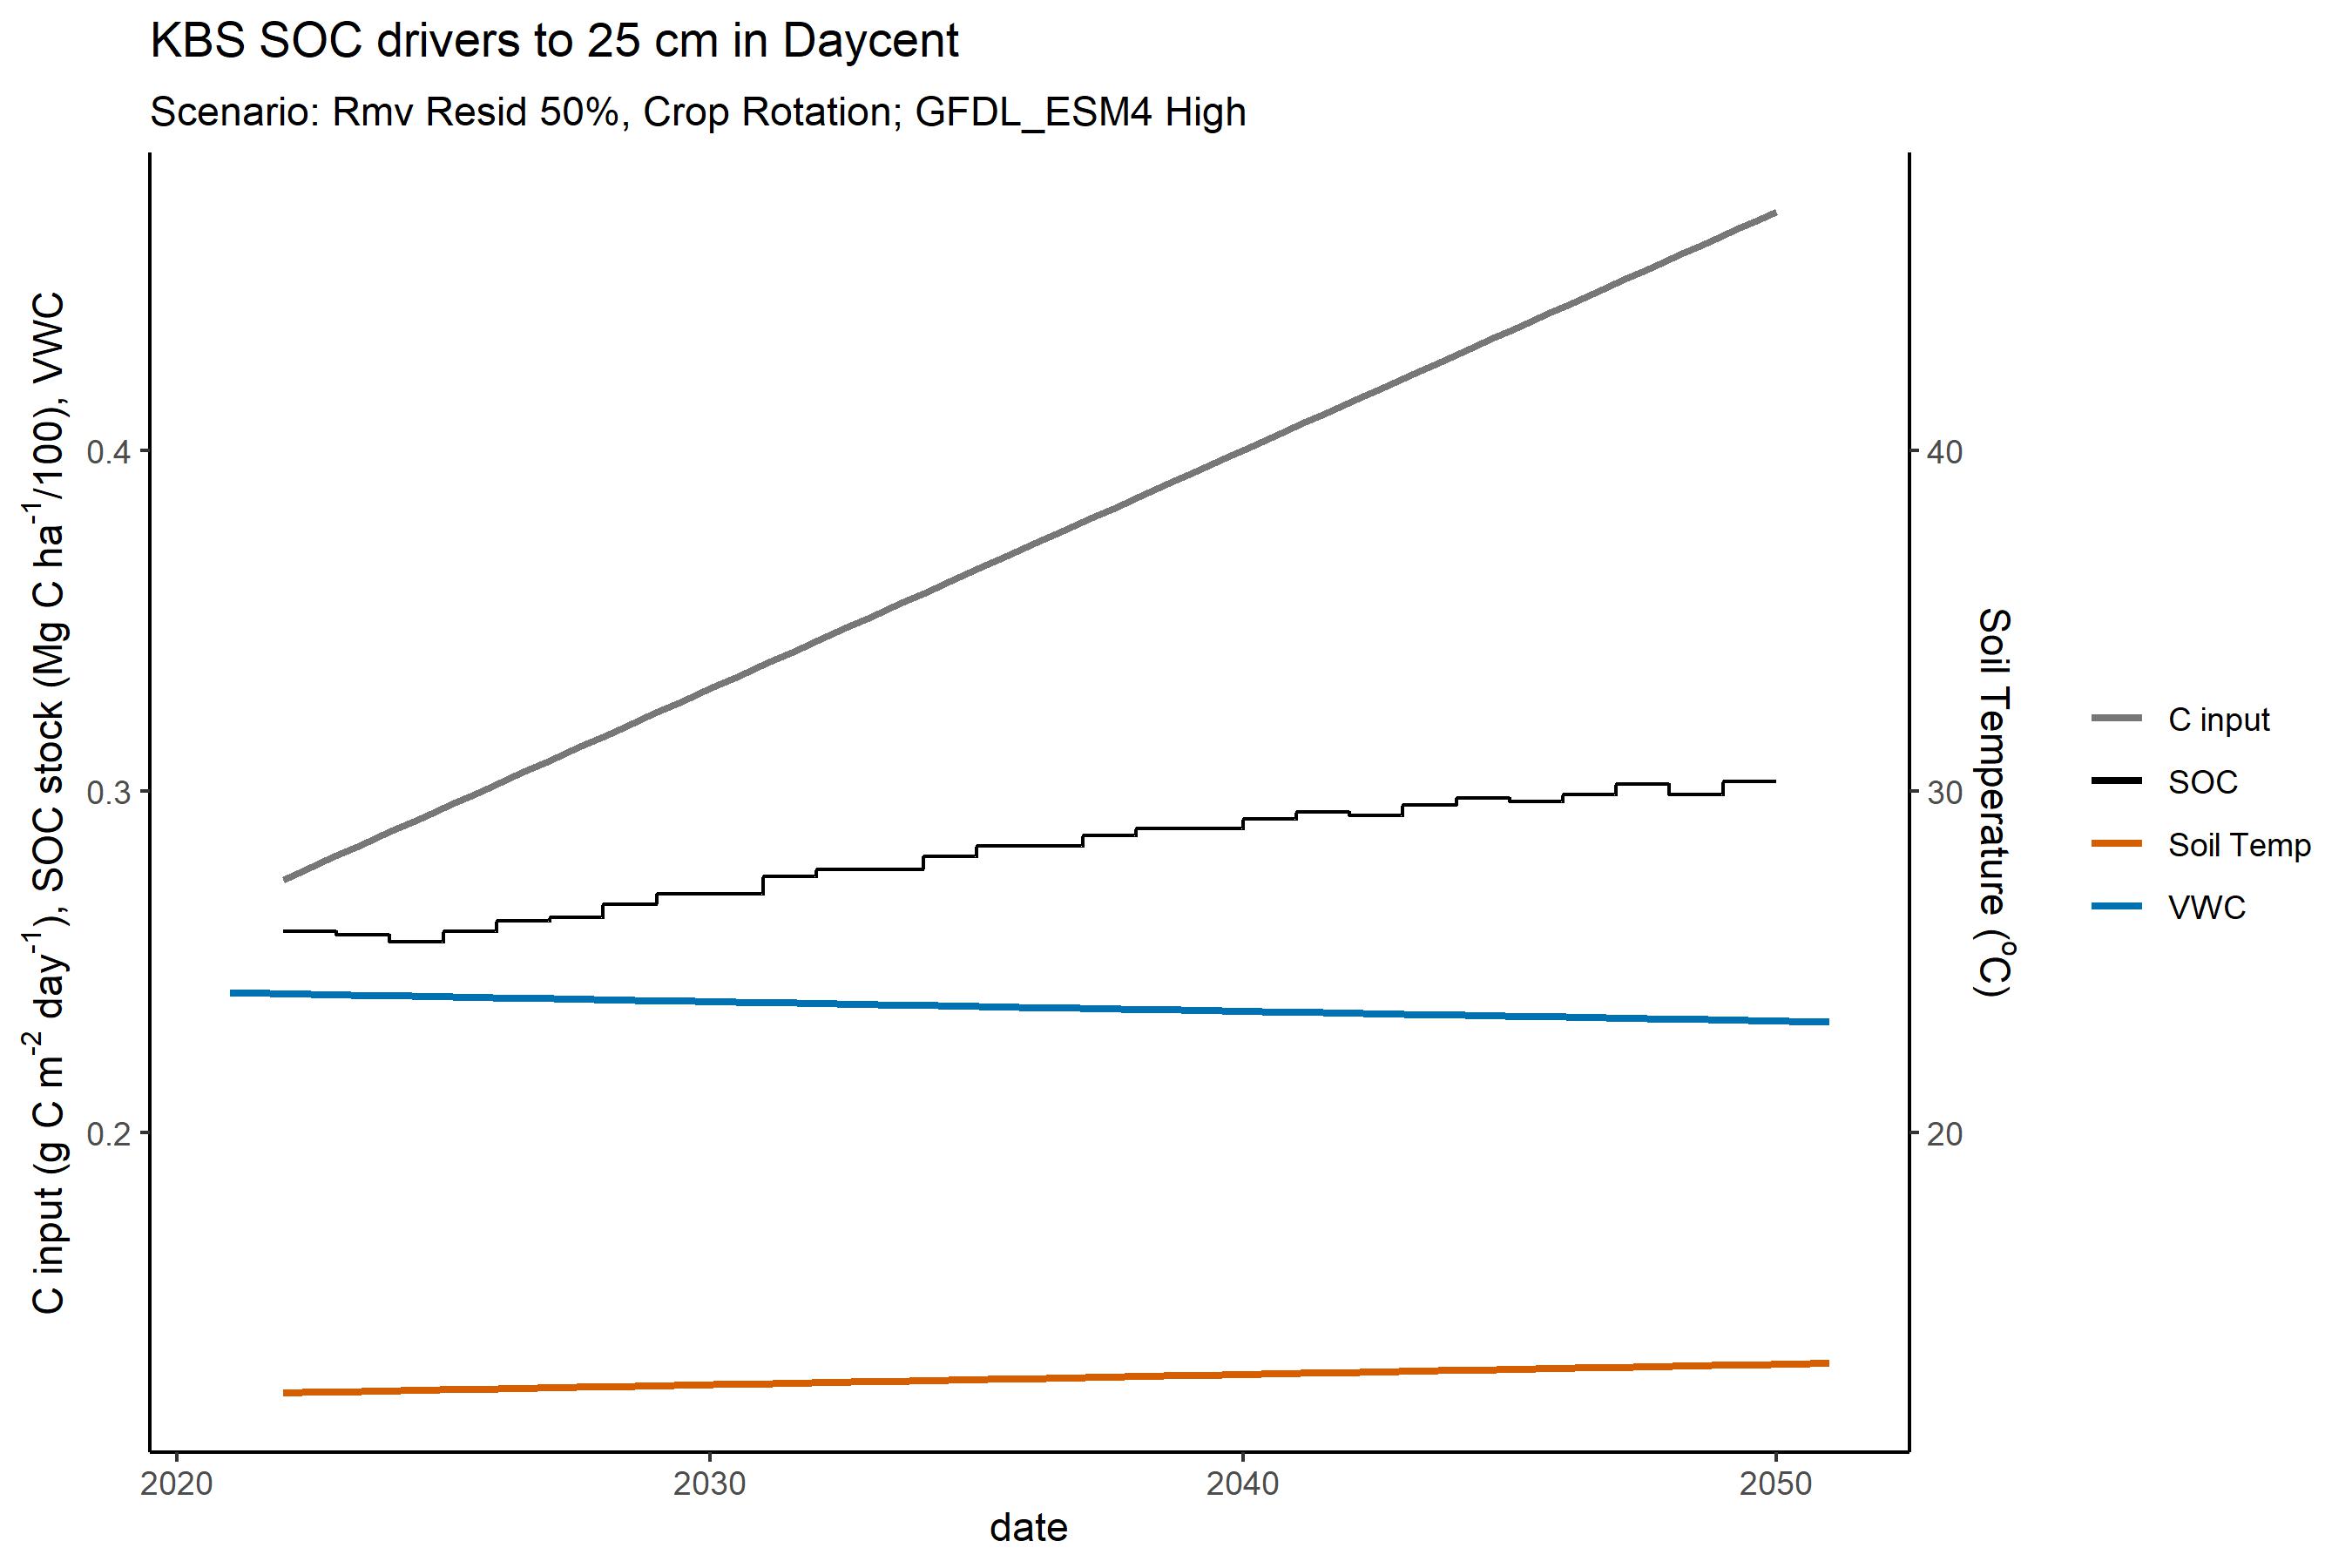 KBS SOC drivers to 25 cm in Daycent
Scenario: Rmv Resid 50%, Crop Rotation; GFDL_ESM4 High
C input (g C m⁻² day⁻¹), SOC stock (Mg C ha⁻¹/100), VWC
0.4
0.3
0.2
40
30
20
Soil Temperature (°C)
C input
SOC
Soil Temp
VWC
2020
2030
2040
2050
date